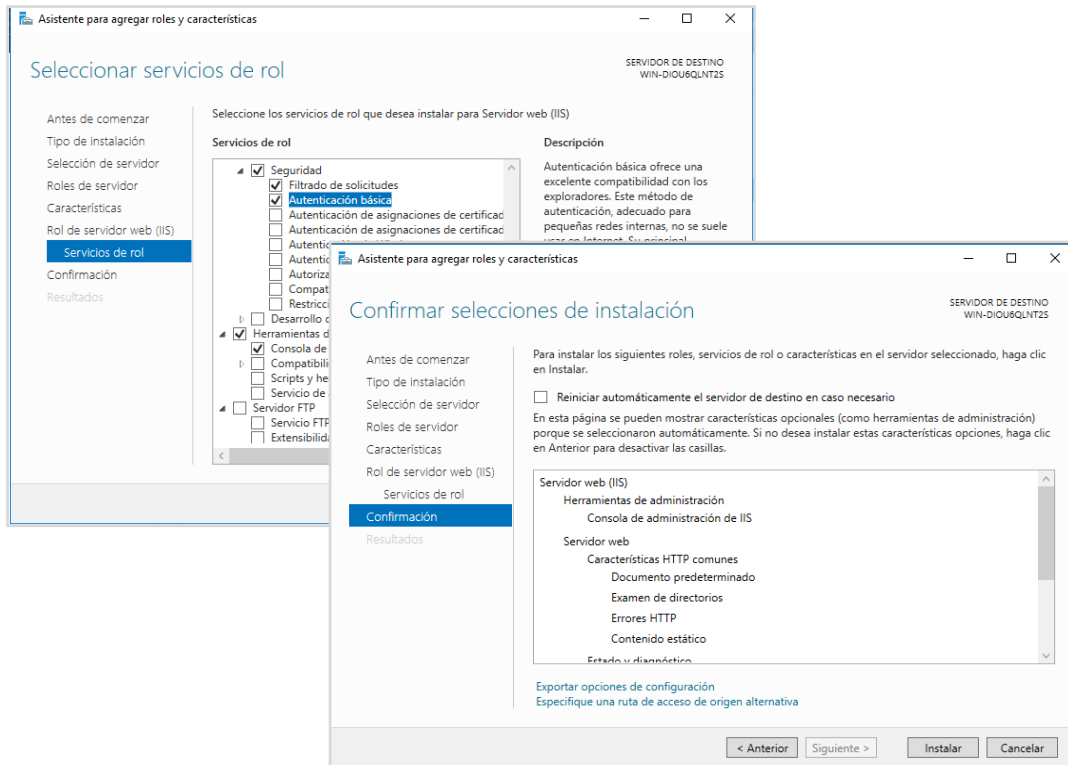 Asistente para agregar roles y características
Seleccionar servicios de rol
SERVIDOR DE DESTINO
WIN-DIOU6QLNT2S
Antes de comenzar
Tipo de instalación
Selección de servidor
Roles de servidor
Características
Rol de servidor web (IIS)
Servicios de rol
Confirmación
Resultados
Seleccione los servicios de rol que desea instalar para Servidor web (IIS)
Servicios de rol
Seguridad
Filtrado de solicitudes
Autenticación básica
Autenticación de asignaciones de certificad
Autenticación de asignaciones de certificad
Autentic
Autentic
Autoriza
Compat
Restricci
Desarrollo d
Herramientas d
Consola de
Compatibili
Scripts y he
Servicio de
Servidor FTP
Servicio FTP
Extensibilid
Descripción
Autenticación básica ofrece una
excelente compatibilidad con los
exploradores. Este método de
autenticación, adecuado para
pequeñas redes internas, no se suele
usar en Internet. Su principal
Asistente para agregar roles y características
Confirmar selecciones de instalación
SERVIDOR DE DESTINO
WIN-DIOU6QLNT2S
Antes de comenzar
Tipo de instalación
Selección de servidor
Roles de servidor
Características
Rol de servidor web (IIS)
Servicios de rol
Confirmación
Resultados
Para instalar los siguientes roles, servicios de rol o características en el servidor seleccionado, haga clic
en Instalar.
Reiniciar automáticamente el servidor de destino en caso necesario
En esta página se pueden mostrar características opcionales (como herramientas de administración)
porque se seleccionaron automáticamente. Si no desea instalar estas características opciones, haga clic
en Anterior para desactivar las casillas.
Servidor web (IIS)
Herramientas de administración
Consola de administración de IIS
Servidor web
Características HTTP comunes
Documento predeterminado
Examen de directorios
Errores HTTP
Contenido estático
Estado y diagnóstico
Exportar opciones de configuración
Especifique una ruta de acceso de origen alternativa
< Anterior
Siguiente >
Instalar
Cancelar